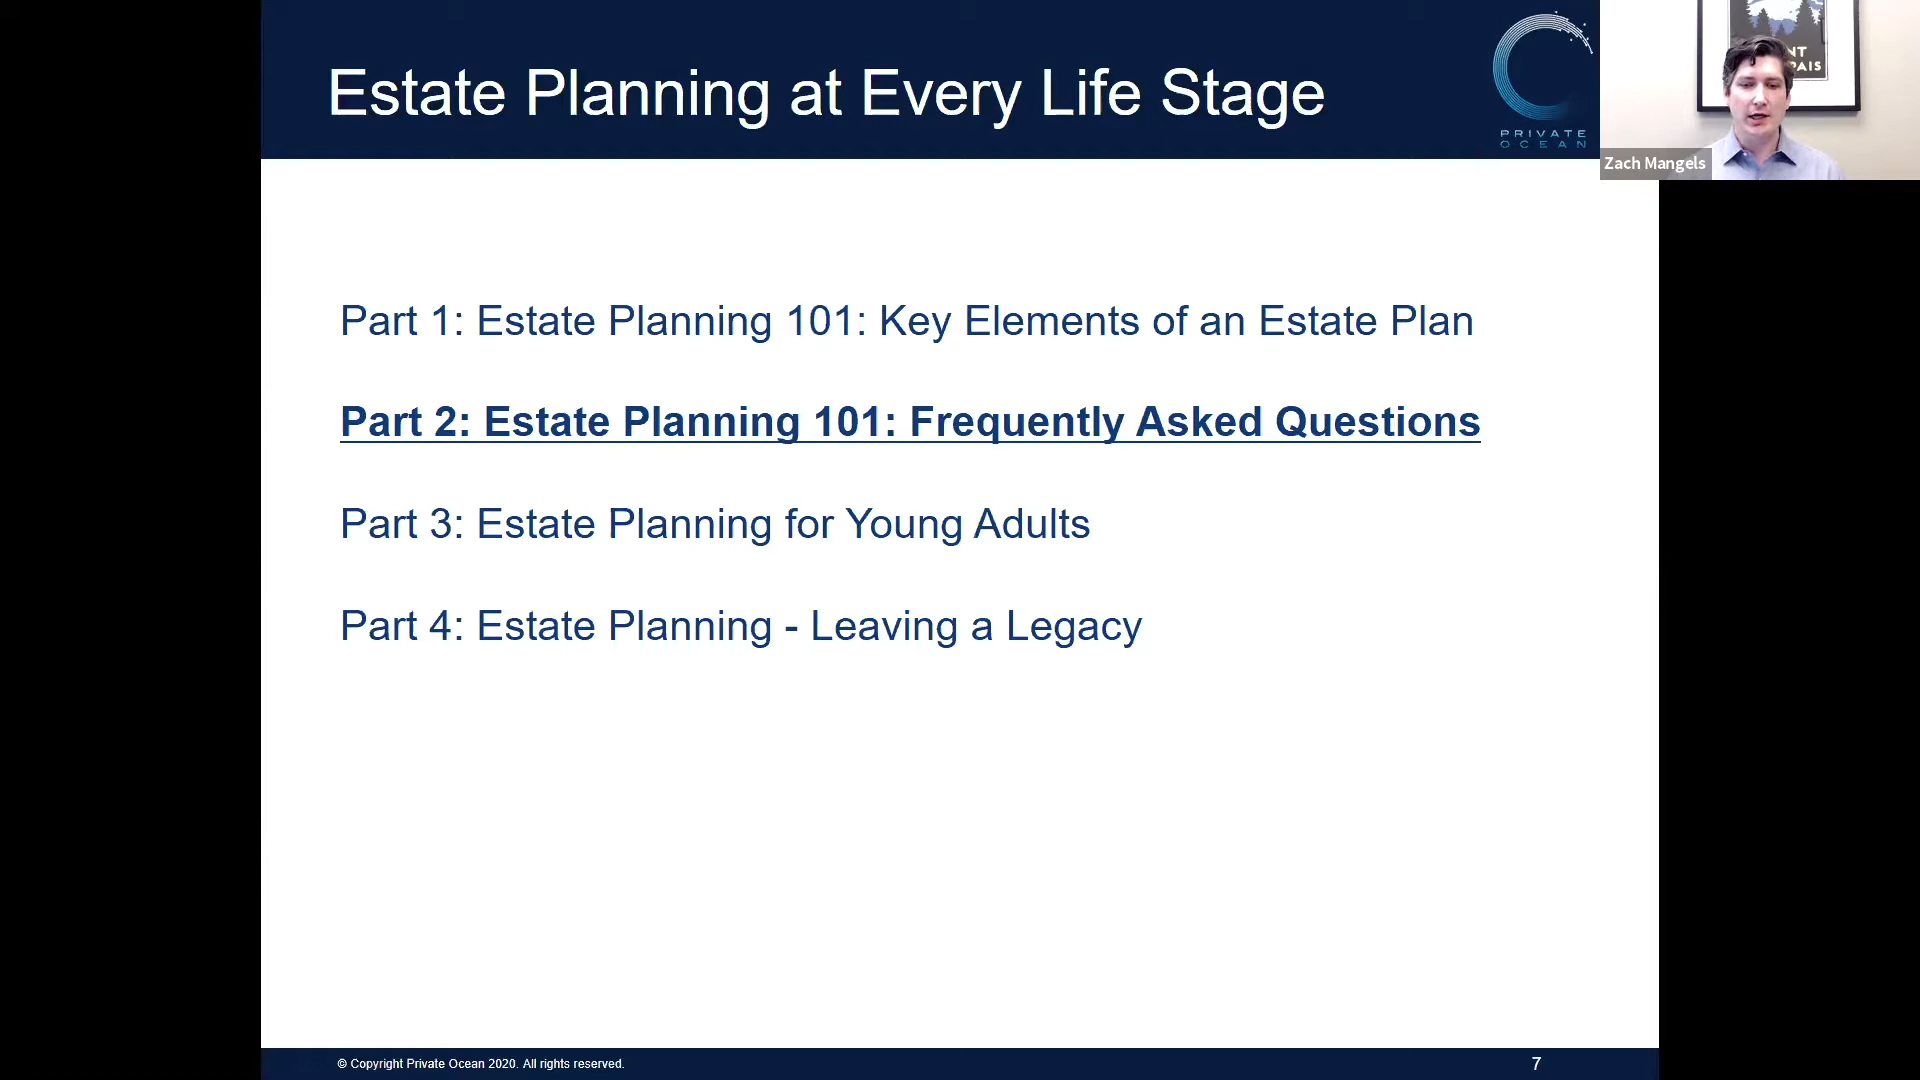 Estate Planning at Every Life Stage
PRIVATE
OCEAN
NT
PAIS
Zach Mangels
Part 1: Estate Planning 101: Key Elements of an Estate Plan
Part 2: Estate Planning 101: Frequently Asked Questions
Part 3: Estate Planning for Young Adults
Part 4: Estate Planning - Leaving a Legacy
© Copyright Private Ocean 2020. All rights reserved.
7